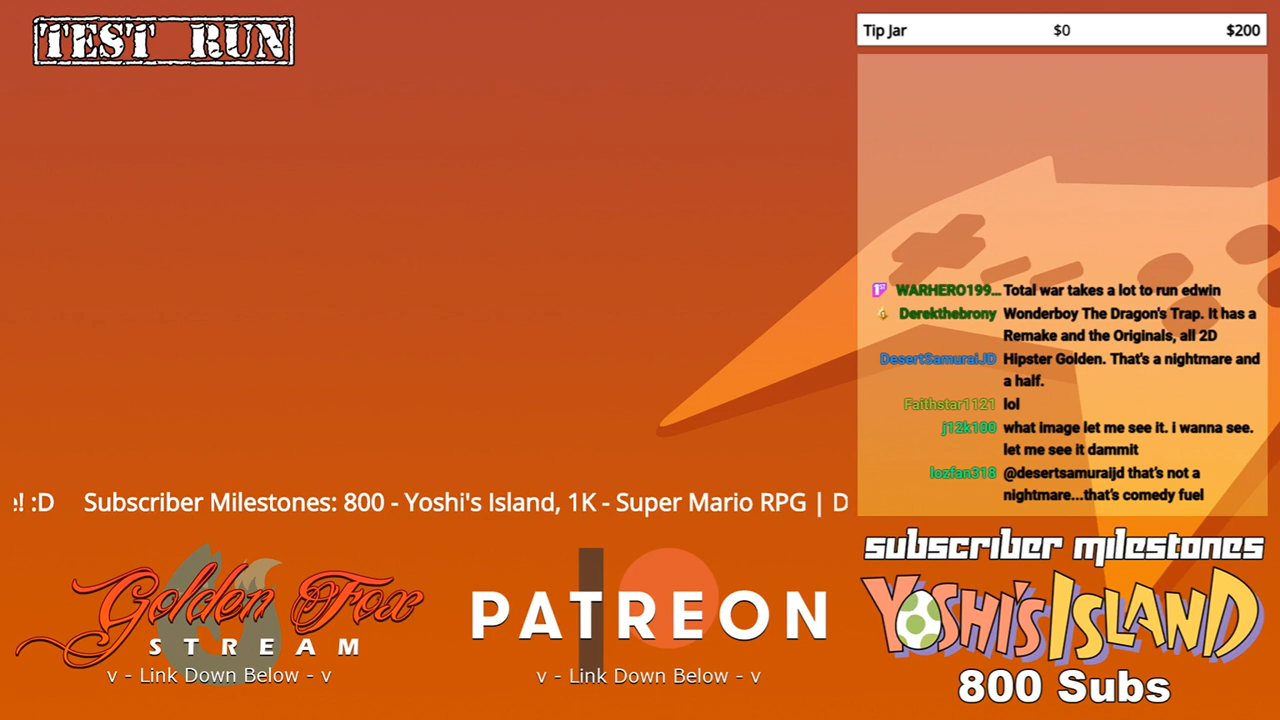 TEST RUN
Tip Jar $0 $200
WARHERO199... Total war takes a lot to run edwin
Derekthebrony Wonderboy The Dragon's Trap. It has a
Remake and the Originals, all 2D
DesertSamuraiJD Hipster Golden. That's a nightmare and
a half.
Faithstar1121 lol
j12k100 what image let me see it. i wanna see.
let me see it dammit
lozfan318 @desertsamuraijd that's not a
nightmare...that's comedy fuel
e! :D Subscriber Milestones: 800 - Yoshi's Island, 1K - Super Mario RPG | D
Golden Fox
STREAM
v - Link Down Below - v
PATREON
v - Link Down Below - v
subscriber milestones
YOSHI'S ISLAND
800 Subs